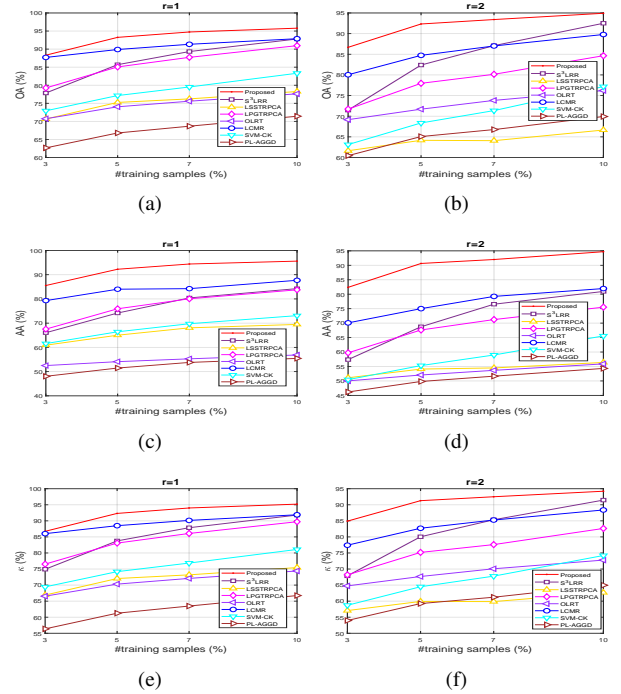 r=1
OA (%)
100
95
90
85
80
75
70
65
60
3
5
7
10
#training samples (%)
Proposed
S³LRR
LSSTRPCA
LPGTRPCA
OLRT
LCMR
SVM-CK
PL-AGGD
(a)
r=2
OA (%)
95
90
85
80
75
70
65
60
3
5
7
10
#training samples (%)
Proposed
S³LRR
LSSTRPCA
LPGTRPCA
OLRT
LCMR
SVM-CK
PL-AGGD
(b)
r=1
AA (%)
100
90
80
70
60
50
40
3
5
7
10
#training samples (%)
Proposed
S³LRR
LSSTRPCA
LPGTRPCA
OLRT
LCMR
SVM-CK
PL-AGGD
(c)
r=2
AA (%)
95
90
85
80
75
70
65
60
55
50
45
3
5
7
10
#training samples (%)
Proposed
S³LRR
LSSTRPCA
LPGTRPCA
OLRT
LCMR
SVM-CK
PL-AGGD
(d)
r=1
κ (%)
100
95
90
85
80
75
70
65
60
55
3
5
7
10
#training samples (%)
Proposed
S³LRR
LSSTRPCA
LPGTRPCA
OLRT
LCMR
SVM-CK
PL-AGGD
(e)
r=2
κ (%)
95
90
85
80
75
70
65
60
55
50
3
5
7
10
#training samples (%)
Proposed
S³LRR
LSSTRPCA
LPGTRPCA
OLRT
LCMR
SVM-CK
PL-AGGD
(f)